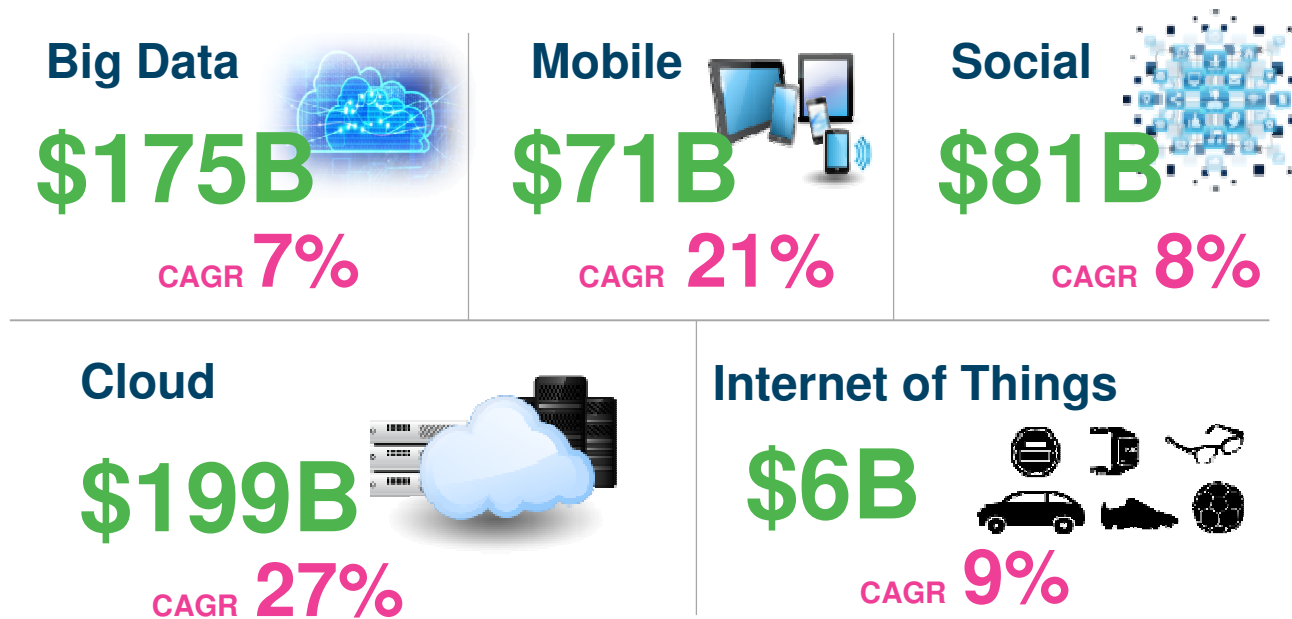 Big Data
$175B
CAGR 7%
Mobile
$71B
CAGR 21%
Social
$81B
CAGR 8%
Cloud
$199B
CAGR 27%
Internet of Things
$6B
CAGR 9%